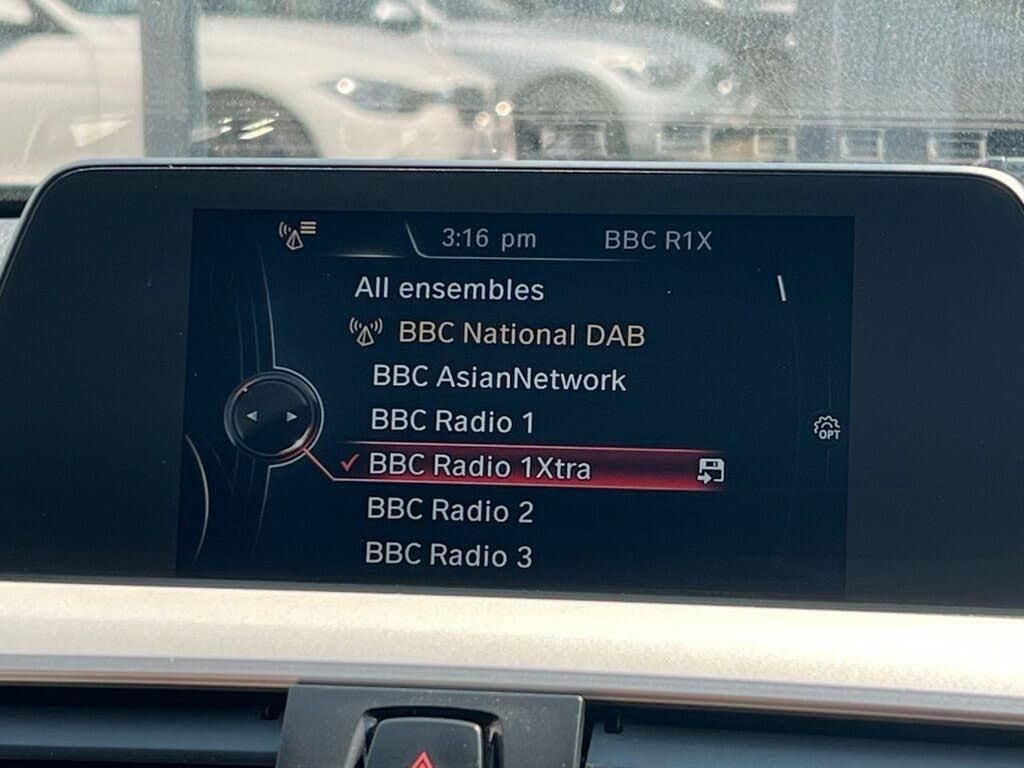 3:16 pm BBC R1X
All ensembles
BBC National DAB
BBC AsianNetwork
BBC Radio 1
BBC Radio 1Xtra
OPT
BBC Radio 2
BBC Radio 3